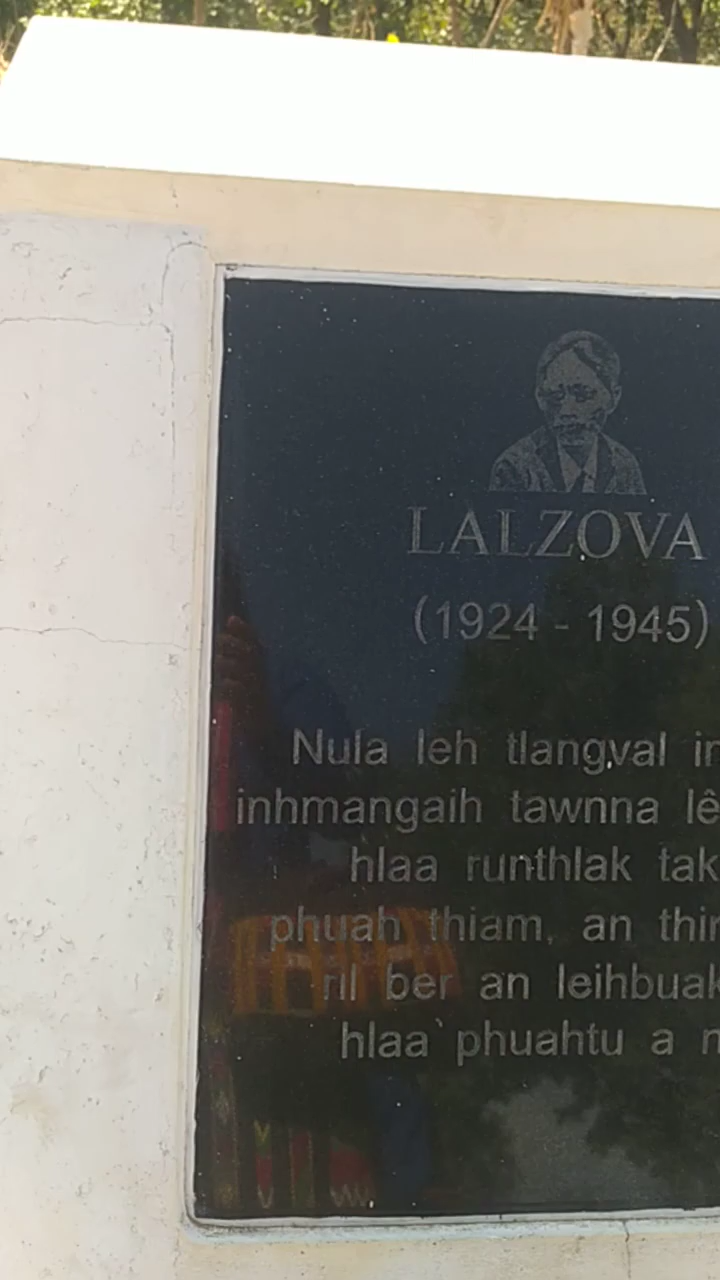 LALZOVA
(1924 - 1945)
Nula leh tlangval
inhmangaih tawnna
hlaa runthlak
phuah thiam, an
ril ber an
hlaa phuahtu a